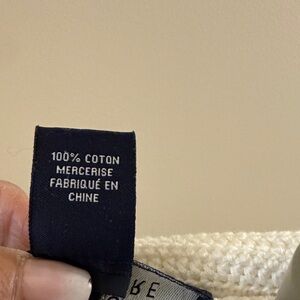 100% COTON
MERCERISE
FABRIQUÉ EN
CHINE